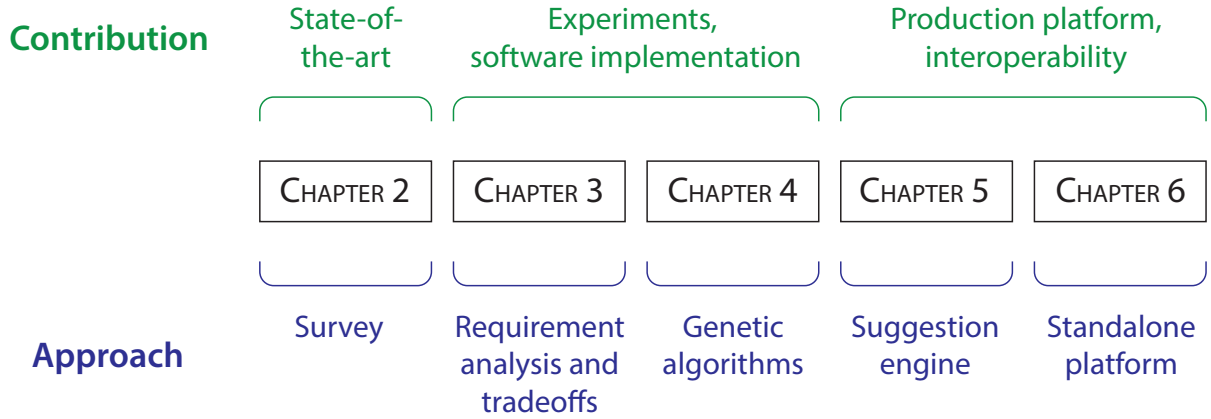 Contribution
State-of-
the-art
Experiments,
software implementation
Production platform,
interoperability
CHAPTER 2
CHAPTER 3
CHAPTER 4
CHAPTER 5
CHAPTER 6
Approach
Survey
Requirement
analysis and
tradeoffs
Genetic
algorithms
Suggestion
engine
Standalone
platform